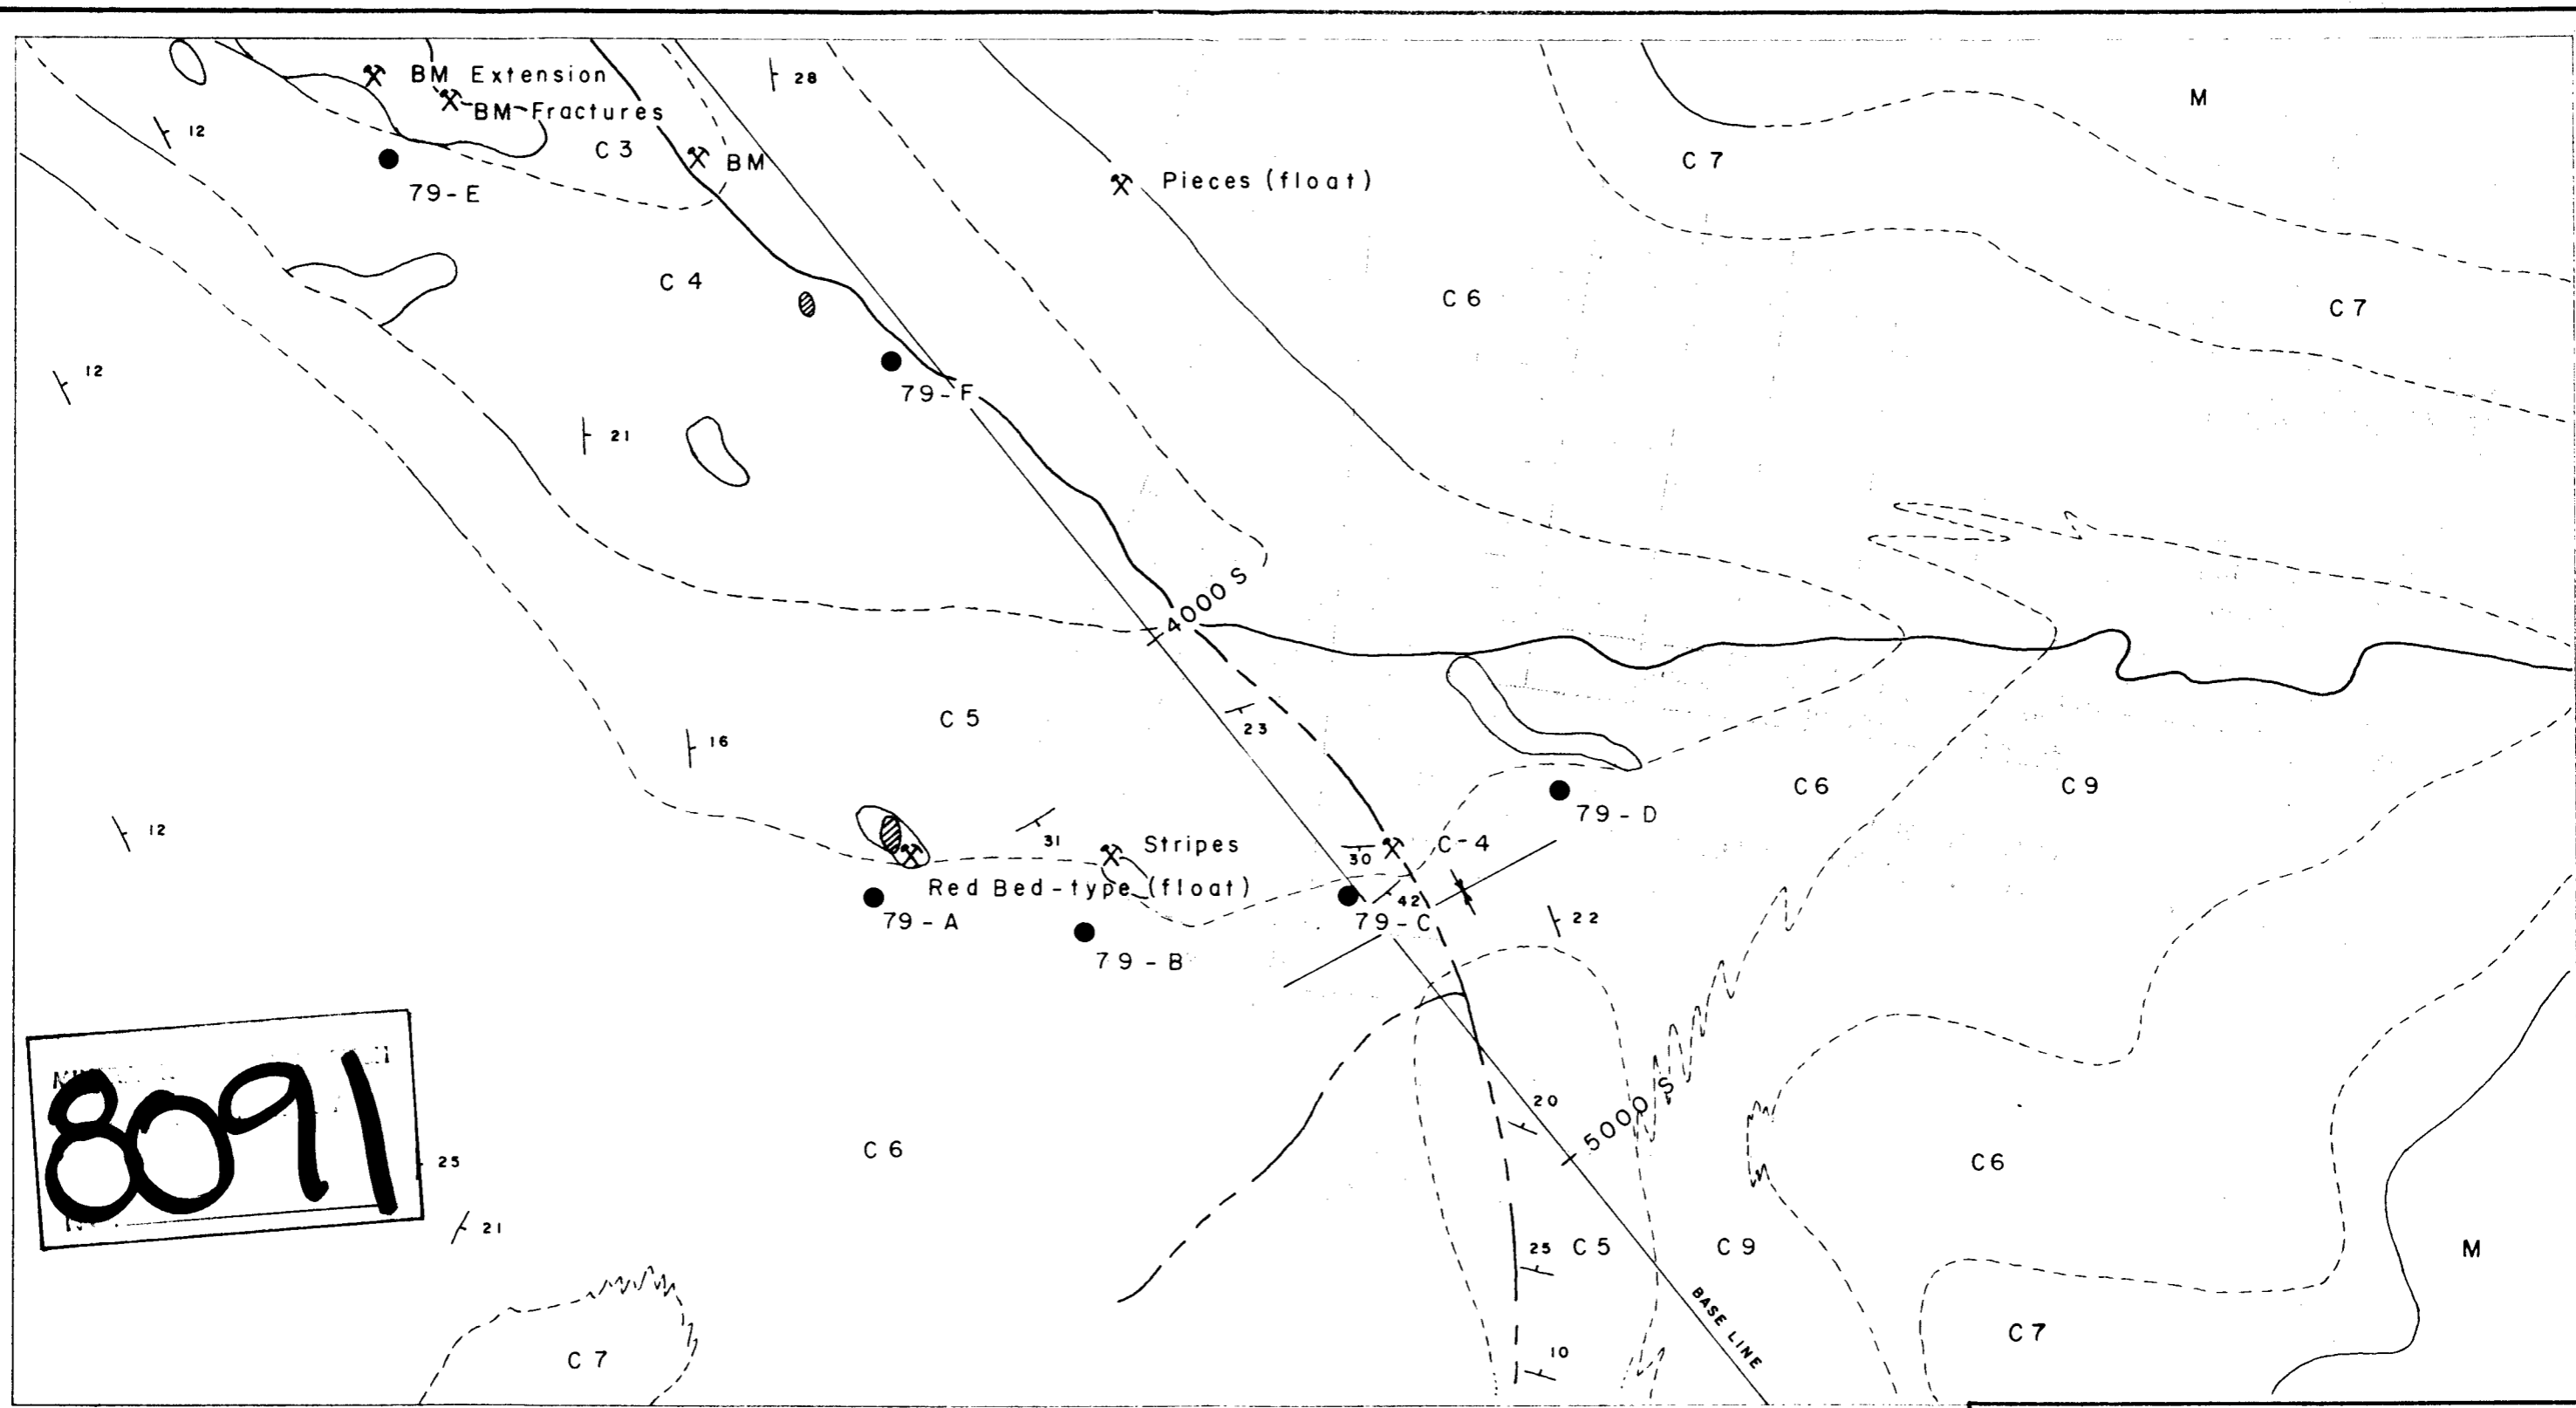 BM Extension
BM-Fractures
28
M
12
C 3
BM
C 7
79-E
Pieces (float)
C 4
C 6
C 7
12
79-F
21
4000 S
C 5
23
16
C 6
C 9
79-D
12
31
Stripes
30
C-4
Red Bed-type (float)
42
79-A
79-C
22
79-B
8091
20
5000 S
C 6
25
C 6
21
25
C 5
C 9
M
BASE LINE
C 7
10
C 7